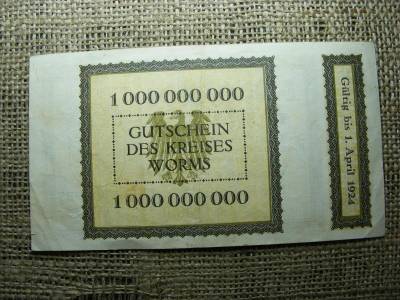 1 000 000 000
GUTSCHEIN
DES KREISES
WORMS
1 000 000 000
Gültig bis 1. April 1924